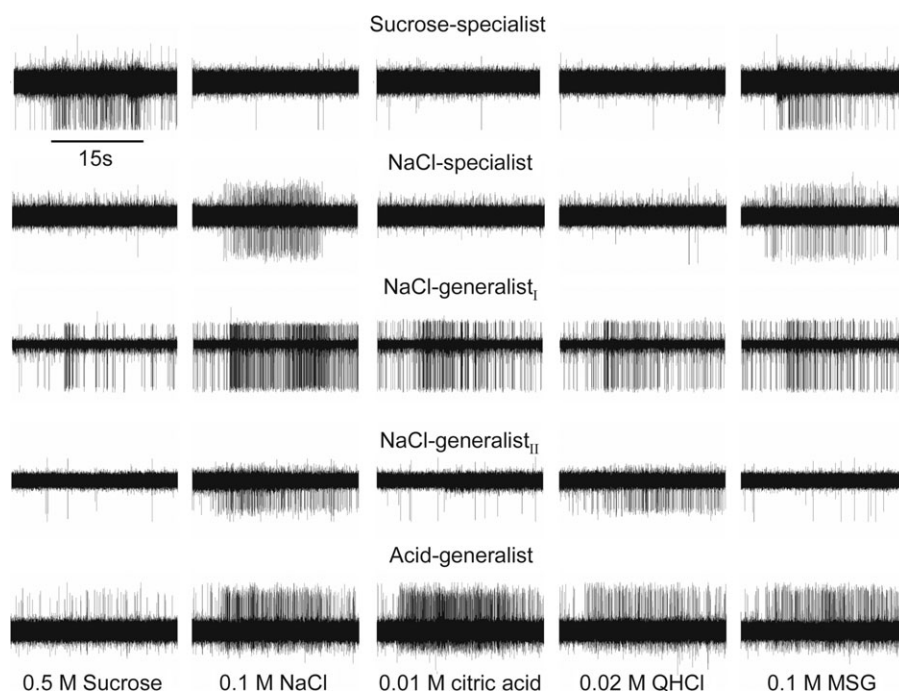 Sucrose-specialist
15s
NaCl-specialist
NaCl-generalist_I
NaCl-generalist_II
Acid-generalist
0.5 M Sucrose 0.1 M NaCl 0.01 M citric acid 0.02 M QHCl 0.1 M MSG